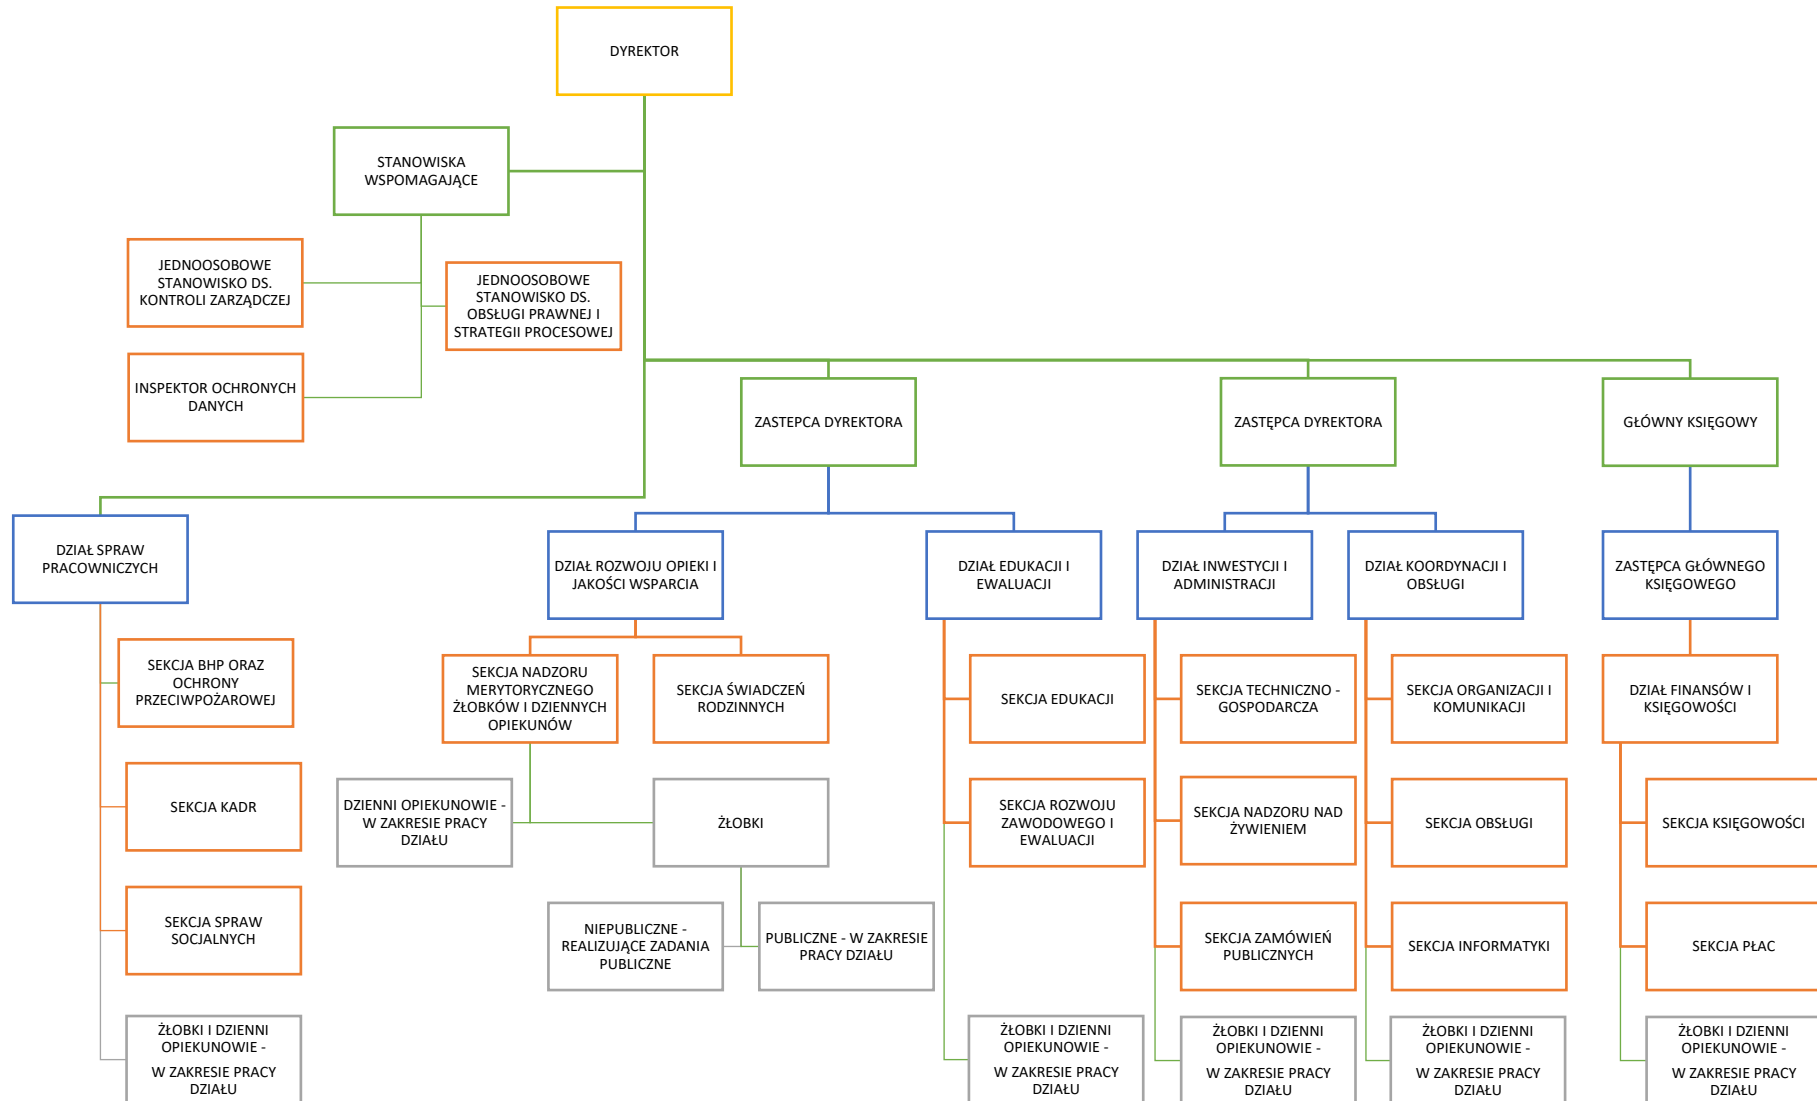 DYREKTOR
STANOWISKA
WSPOMAGAJĄCE
JEDNOOSOBOWE
STANOWISKO DS.
KONTROLI ZARZĄDCZEJ
JEDNOOSOBOWE
STANOWISKO DS.
OBSŁUGI PRAWNEJ I
STRATEGII PROCESOWEJ
INSPEKTOR OCHRONYCH
DANYCH
ZASTEPCA DYREKTORA
ZASTĘPCA DYREKTORA
GŁÓWNY KSIĘGOWY
DZIAŁ SPRAW
PRACOWNICZYCH
DZIAŁ ROZWOJU OPIEKI I
JAKOŚCI WSPARCIA
DZIAŁ EDUKACJI I
EWALUACJI
DZIAŁ INWESTYCJI I
ADMINISTRACJI
DZIAŁ KOORDYNACJI I
OBSŁUGI
ZASTĘPCA GŁÓWNEGO
KSIĘGOWEGO
SEKCJA BHP ORAZ
OCHRONY
PRZECIWPOŻAROWEJ
SEKCJA NADZORU
MERYTORYCZNEGO
ŻŁOBKÓW I DZIENNYCH
OPIEKUNÓW
SEKCJA ŚWIADCZEŃ
RODZINNYCH
SEKCJA EDUKACJI
SEKCJA TECHNICZNO -
GOSPODARCZA
SEKCJA ORGANIZACJI I
KOMUNIKACJI
DZIAŁ FINANSÓW I
KSIĘGOWOŚCI
SEKCJA KADR
DZIENNI OPIEKUNOWIE -
W ZAKRESIE PRACY
DZIAŁU
ŻŁOBKI
SEKCJA ROZWOJU
ZAWODOWEGO I
EWALUACJI
SEKCJA NADZORU NAD
ŻYWIENIEM
SEKCJA OBSŁUGI
SEKCJA KSIĘGOWOŚCI
SEKCJA SPRAW
SOCJALNYCH
NIEPUBLICZNE -
REALIZUJĄCE ZADANIA
PUBLICZNE
PUBLICZNE - W ZAKRESIE
PRACY DZIAŁU
SEKCJA ZAMÓWIEŃ
PUBLICZNYCH
SEKCJA INFORMATYKI
SEKCJA PŁAC
ŻŁOBKI I DZIENNI
OPIEKUNOWIE -
W ZAKRESIE PRACY
DZIAŁU
ŻŁOBKI I DZIENNI
OPIEKUNOWIE -
W ZAKRESIE PRACY
DZIAŁU
ŻŁOBKI I DZIENNI
OPIEKUNOWIE -
W ZAKRESIE PRACY
DZIAŁU
ŻŁOBKI I DZIENNI
OPIEKUNOWIE -
W ZAKRESIE PRACY
DZIAŁU
ŻŁOBKI I DZIENNI
OPIEKUNOWIE -
W ZAKRESIE PRACY
DZIAŁU